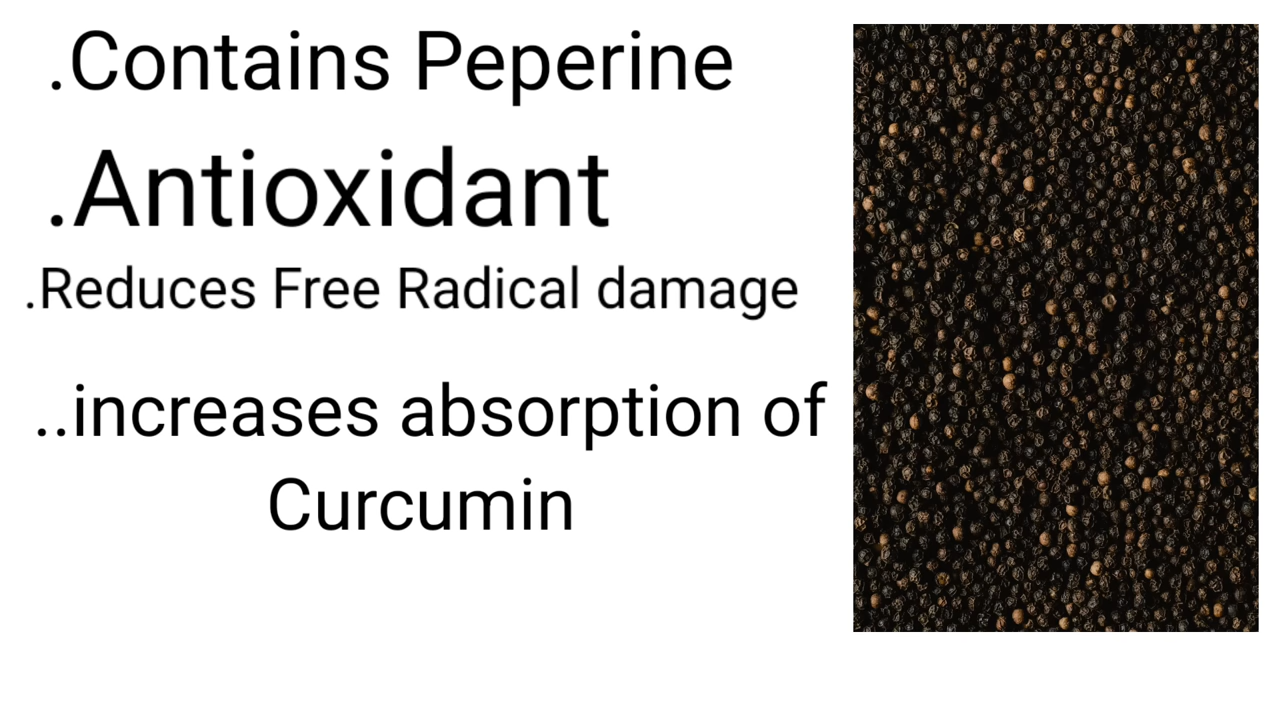 .Contains Peperine
.Antioxidant
.Reduces Free Radical damage
..increases absorption of
Curcumin